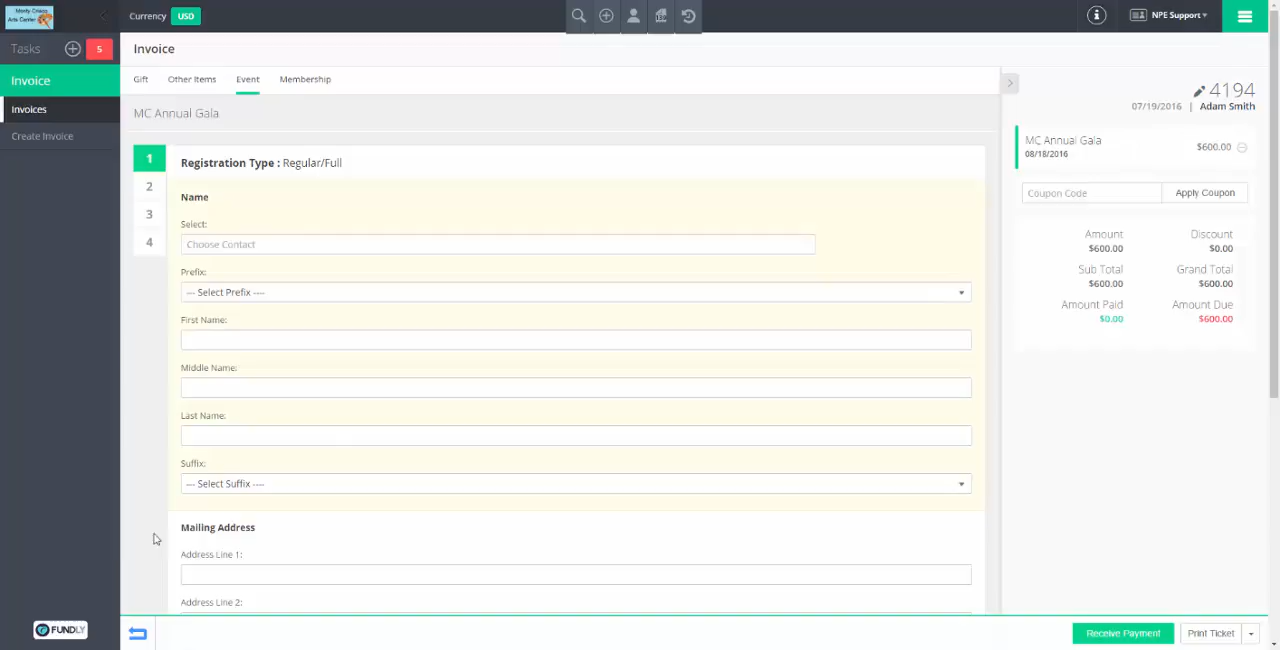 Monty Criado
Arts Center
Currency USD
NPE Support
Tasks 5
Invoice
Invoice
Invoices
Create Invoice
Gift Other Items Event Membership
MC Annual Gala
1
2
3
4
Registration Type : Regular/Full
Name
Select:
Choose Contact
Prefix:
--- Select Prefix ----
First Name:
Middle Name:
Last Name:
Suffix:
--- Select Suffix ----
Mailing Address
Address Line 1:
Address Line 2:
4194
07/19/2016 | Adam Smith
MC Annual Gala
08/18/2016
$600.00
Coupon Code Apply Coupon
Amount Discount
$600.00 $0.00
Sub Total Grand Total
$600.00 $600.00
Amount Paid Amount Due
$0.00 $600.00
FUNDLY
Receive Payment Print Ticket